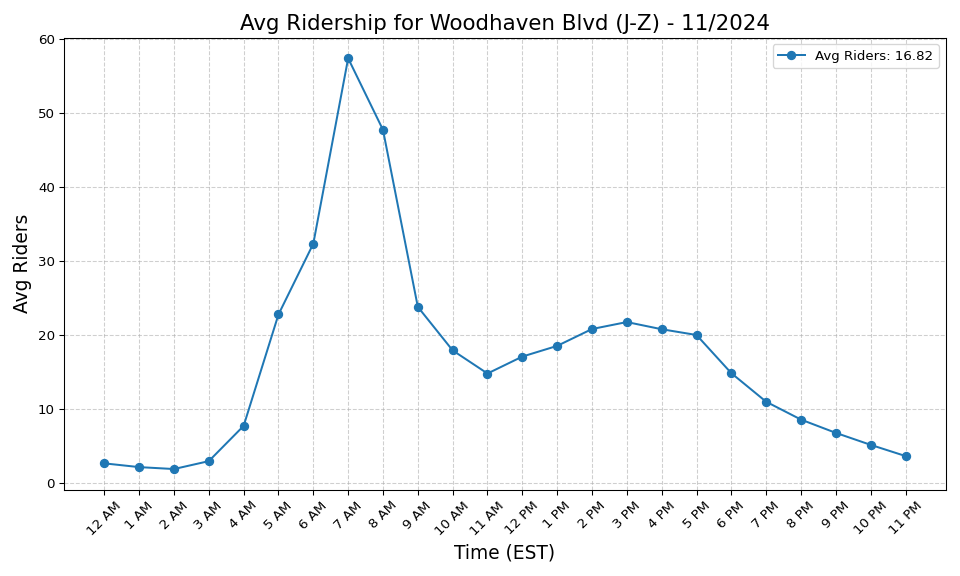 Avg Ridership for Woodhaven Blvd (J-Z) - 11/2024
Avg Riders: 16.82
60
50
40
30
20
10
0
Avg Riders
12 AM
1 AM
2 AM
3 AM
4 AM
5 AM
6 AM
7 AM
8 AM
9 AM
10 AM
11 AM
12 PM
1 PM
2 PM
3 PM
4 PM
5 PM
6 PM
7 PM
8 PM
9 PM
10 PM
11 PM
Time (EST)